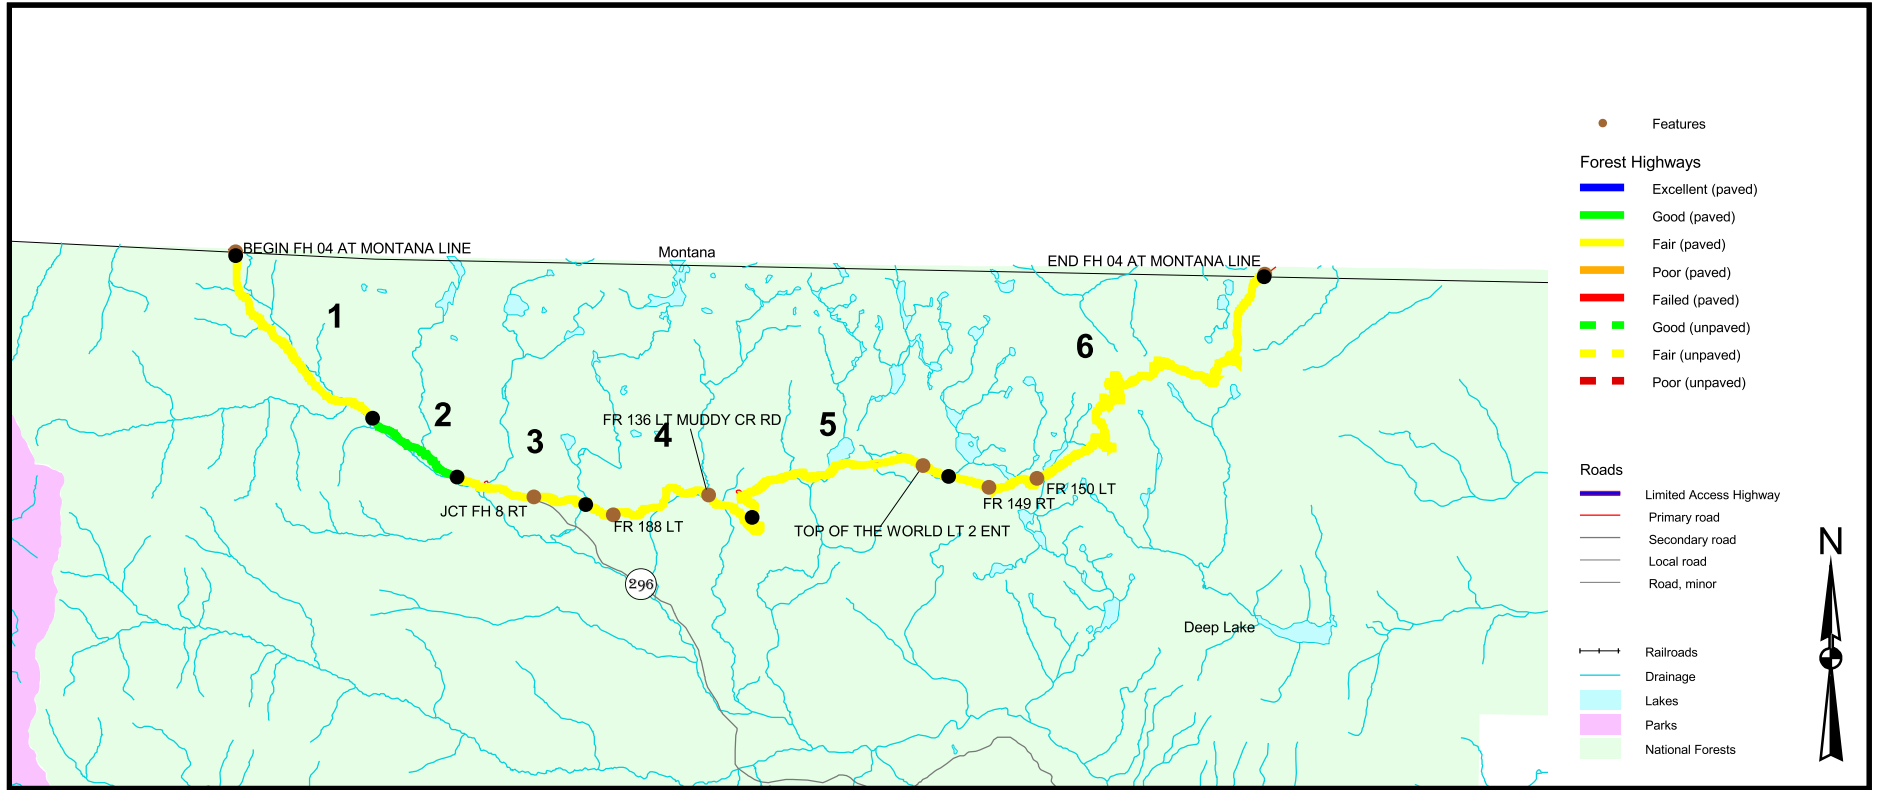 BEGIN FH 04 AT MONTANA LINE
Montana
END FH 04 AT MONTANA LINE
1
6
2
FR 136 LT MUDDY CR RD
5
3
4
JCT FH 8 RT
FR 188 LT
TOP OF THE WORLD LT 2 ENT
FR 149 RT
FR 150 LT
296
Deep Lake
Features
Forest Highways
Excellent (paved)
Good (paved)
Fair (paved)
Poor (paved)
Failed (paved)
Good (unpaved)
Fair (unpaved)
Poor (unpaved)
Roads
Limited Access Highway
Primary road
Secondary road
Local road
Road, minor
Railroads
Drainage
Lakes
Parks
National Forests
N